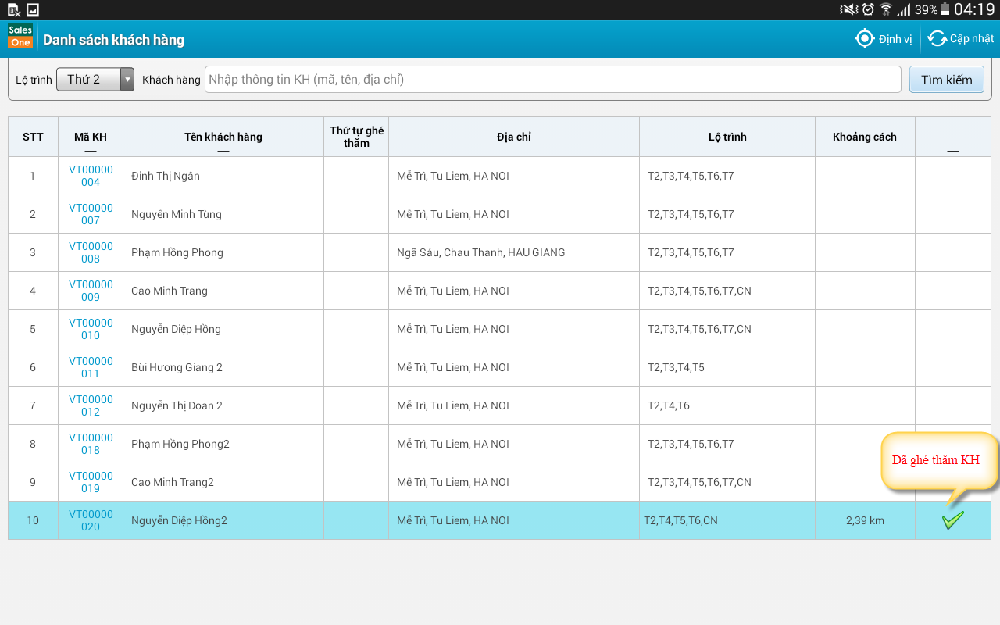 39% 04:19
Sales One Danh sách khách hàng Định vị Cập nhật
Lộ trình Thứ 2 Khách hàng Nhập thông tin KH (mã, tên, địa chỉ) Tìm kiếm
STT Mã KH Tên khách hàng Thứ tự ghé thăm Địa chỉ Lộ trình Khoảng cách
1 VT00000004 Đinh Thị Ngân Mễ Trì, Tu Liem, HA NOI T2,T3,T4,T5,T6,T7
2 VT00000007 Nguyễn Minh Tùng Mễ Trì, Tu Liem, HA NOI T2,T3,T4,T5,T6,T7
3 VT00000008 Phạm Hồng Phong Ngã Sáu, Chau Thanh, HAU GIANG T2,T3,T4,T5,T6,T7
4 VT00000009 Cao Minh Trang Mễ Trì, Tu Liem, HA NOI T2,T3,T4,T5,T6,T7,CN
5 VT00000010 Nguyễn Diệp Hồng Mễ Trì, Tu Liem, HA NOI T2,T3,T4,T5,T6,T7,CN
6 VT00000011 Bùi Hương Giang 2 Mễ Trì, Tu Liem, HA NOI T2,T3,T4,T5
7 VT00000012 Nguyễn Thị Doan 2 Mễ Trì, Tu Liem, HA NOI T2,T4,T6
8 VT00000018 Phạm Hồng Phong2 Mễ Trì, Tu Liem, HA NOI T2,T3,T4,T5,T6,T7
Đã ghé thăm KH
9 VT00000019 Cao Minh Trang2 Mễ Trì, Tu Liem, HA NOI T2,T3,T4,T5,T6,T7,CN
10 VT00000020 Nguyễn Diệp Hồng2 Mễ Trì, Tu Liem, HA NOI T2,T4,T5,T6,CN 2,39 km